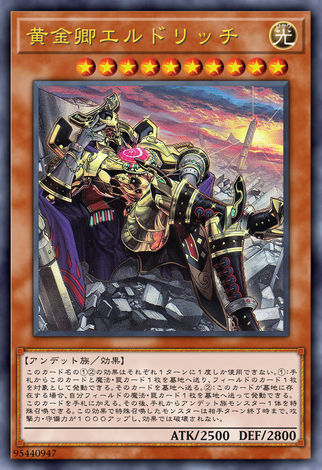 黄金卿エルドリッチ
光
【アンデット族/効果】
このカード名の①②の効果はそれぞれ1ターンに1度しか使用できない。①:手
札からこのカードと魔法・罠カード1枚を墓地へ送り、フィールドのカード1枚
を対象として発動できる。そのカードを墓地へ送る。②:このカードが墓地に存
在する場合、自分フィールドの魔法・罠カード1枚を墓地へ送って発動できる。
このカードを手札に加える。その後、手札からアンデット族モンスター1体を特
殊召喚できる。この効果で特殊召喚したモンスターは相手ターン終了時まで、攻
撃力・守備力が1000アップし、効果では破壊されない。
ATK/2500 DEF/2800
95440947